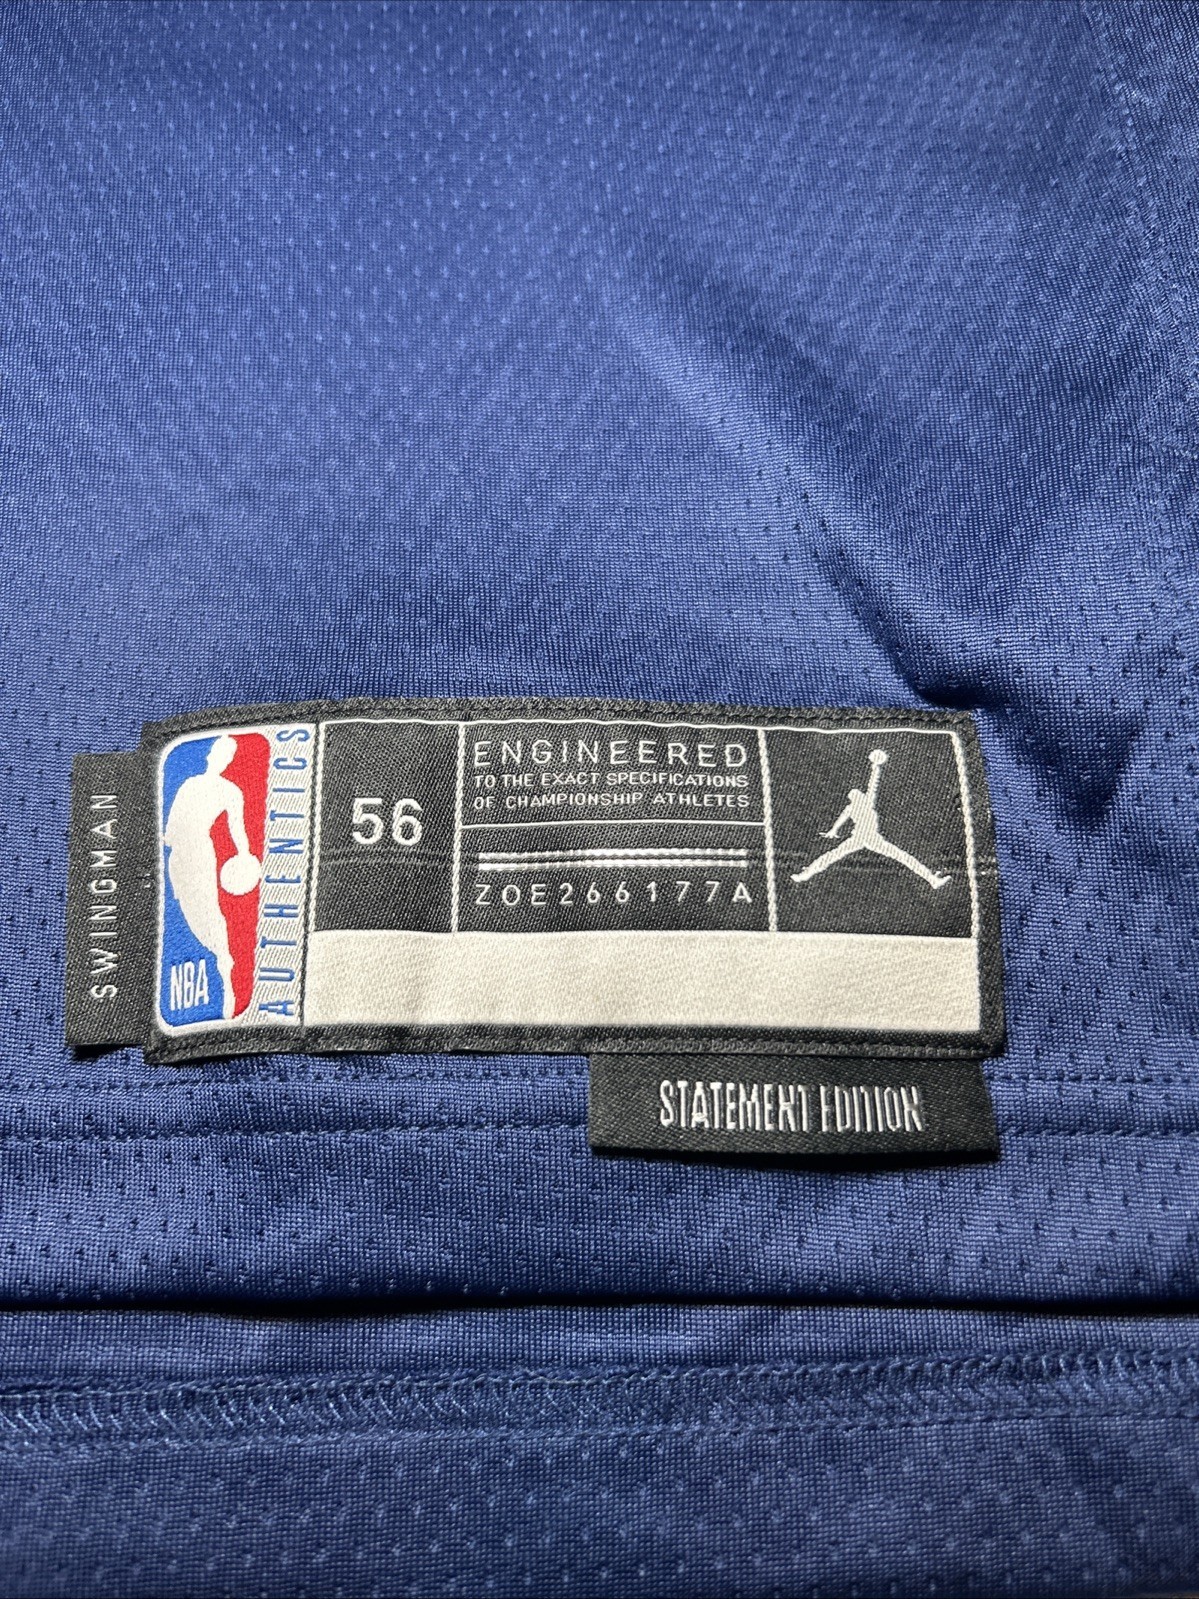 SWINGMAN
NBA
AUTHENTICS
56
ENGINEERED
TO THE EXACT SPECIFICATIONS
OF CHAMPIONSHIP ATHLETES
ZOE266177A
STATEMENT EDITION